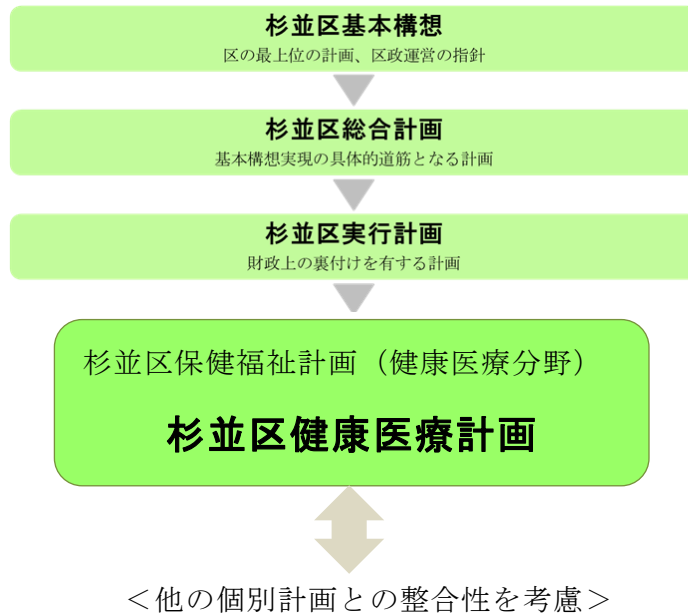 杉並区基本構想
区の最上位の計画、区政運営の指針
杉並区総合計画
基本構想実現の具体的道筋となる計画
杉並区実行計画
財政上の裏付けを有する計画
杉並区保健福祉計画（健康医療分野）
杉並区健康医療計画
＜他の個別計画との整合性を考慮＞